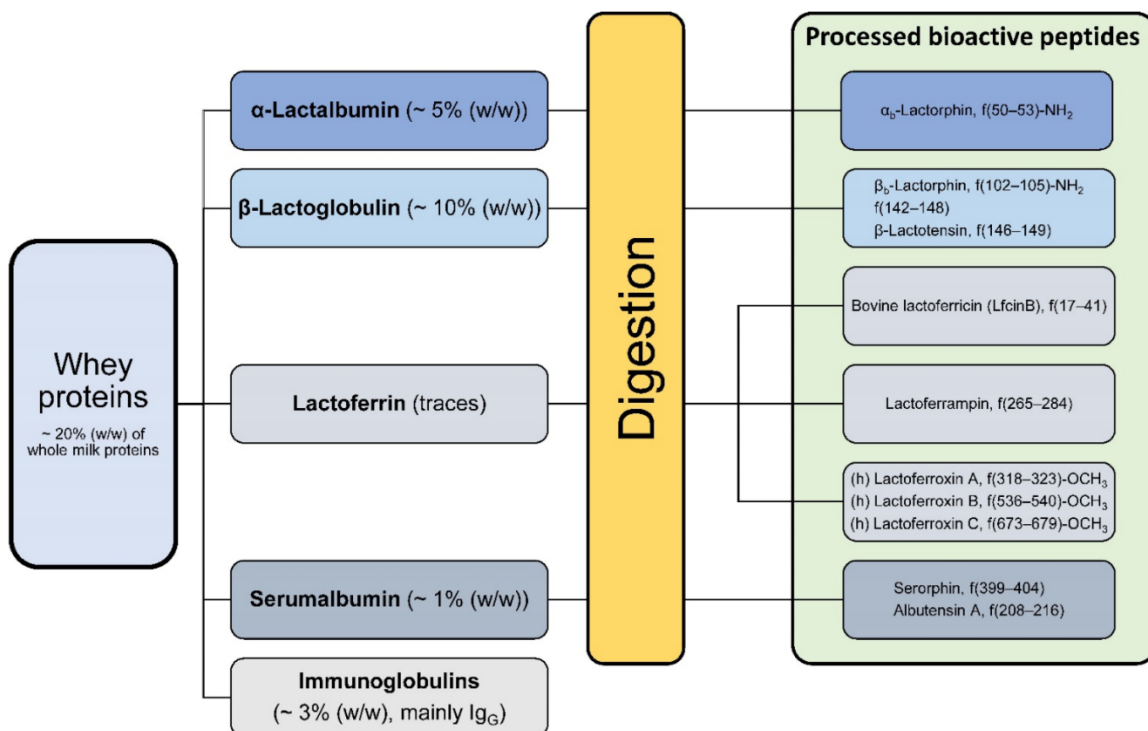 Whey
proteins
~ 20% (w/w) of
whole milk proteins
α-Lactalbumin (~ 5% (w/w))
β-Lactoglobulin (~ 10% (w/w))
Lactoferrin (traces)
Serumalbumin (~ 1% (w/w))
Immunoglobulins
(~ 3% (w/w), mainly Ig_G)
Digestion
Processed bioactive peptides
α_b-Lactorphin, f(50–53)-NH₂
β_b-Lactorphin, f(102–105)-NH₂
f(142–148)
β-Lactotensin, f(146–149)
Bovine lactoferricin (LfcinB), f(17–41)
Lactoferrampin, f(265–284)
(h) Lactoferroxin A, f(318–323)-OCH₃
(h) Lactoferroxin B, f(536–540)-OCH₃
(h) Lactoferroxin C, f(673–679)-OCH₃
Serorphin, f(399–404)
Albutensin A, f(208–216)